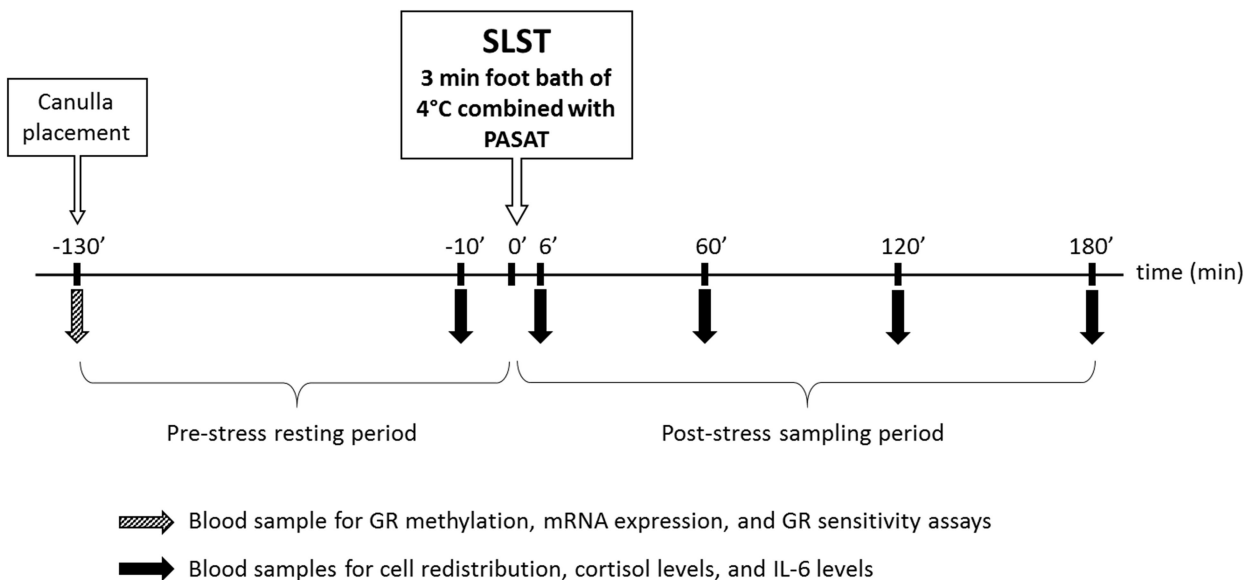 SLST
3 min foot bath of
4°C combined with
PASAT
Canulla
placement
-130’
-10’
0’
6’
60’
120’
180’
time (min)
Pre-stress resting period
Post-stress sampling period
Blood sample for GR methylation, mRNA expression, and GR sensitivity assays
Blood samples for cell redistribution, cortisol levels, and IL-6 levels